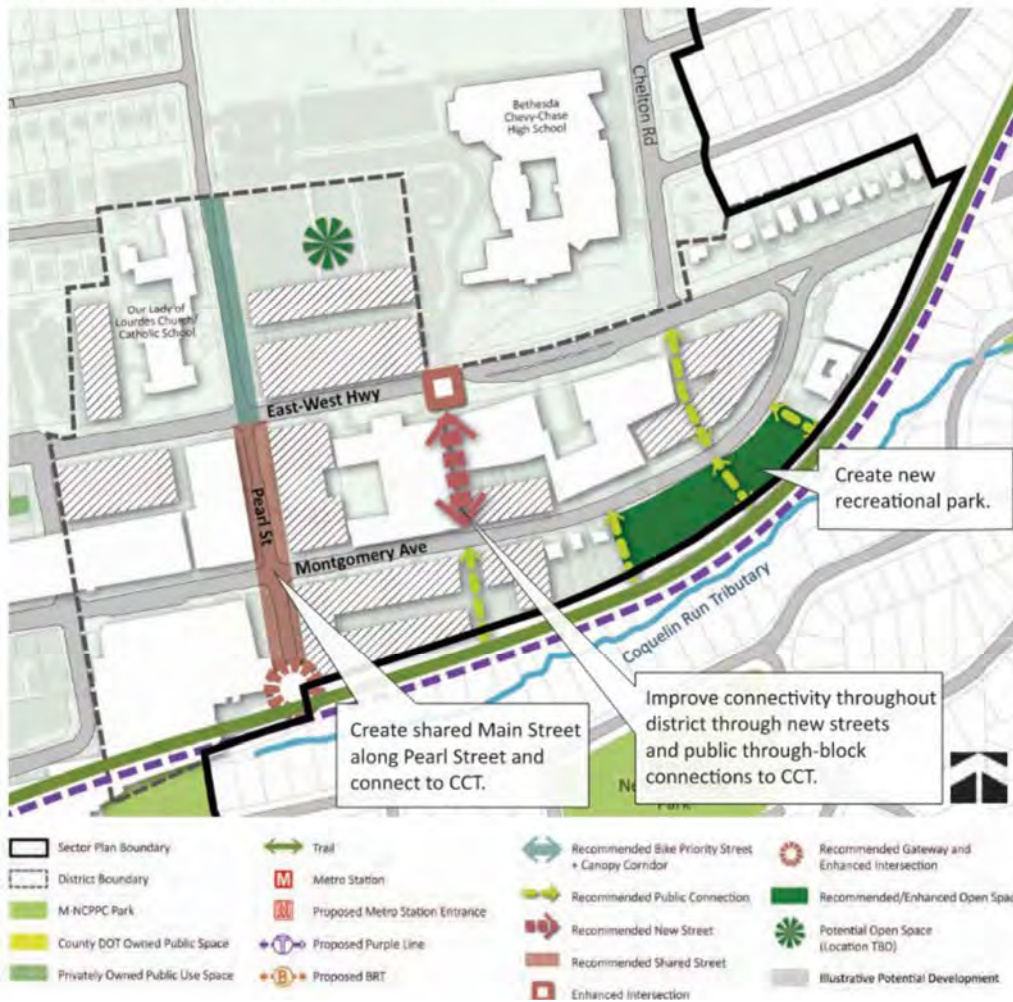 Chelton Rd
Bethesda
Chevy-Chase
High School
Our Lady of
Lourdes Church/
Catholic School
East-West Hwy
Pearl St
Montgomery Ave
Create new
recreational park.
Coquelin Run Tributary
Create shared Main Street
along Pearl Street and
connect to CCT.
Improve connectivity throughout
district through new streets
and public through-block
connections to CCT.
Ne
Park
Sector Plan Boundary
District Boundary
M-NCPPC Park
County DOT Owned Public Space
Privately Owned Public Use Space
Trail
M Metro Station
N Proposed Metro Station Entrance
T Proposed Purple Line
B Proposed BRT
Recommended Bike Priority Street
+ Canopy Corridor
Recommended Public Connection
Recommended New Street
Recommended Shared Street
Enhanced Intersection
Recommended Gateway and
Enhanced Intersection
Recommended/Enhanced Open Spac
Potential Open Space
(Location TBD)
Illustrative Potential Development